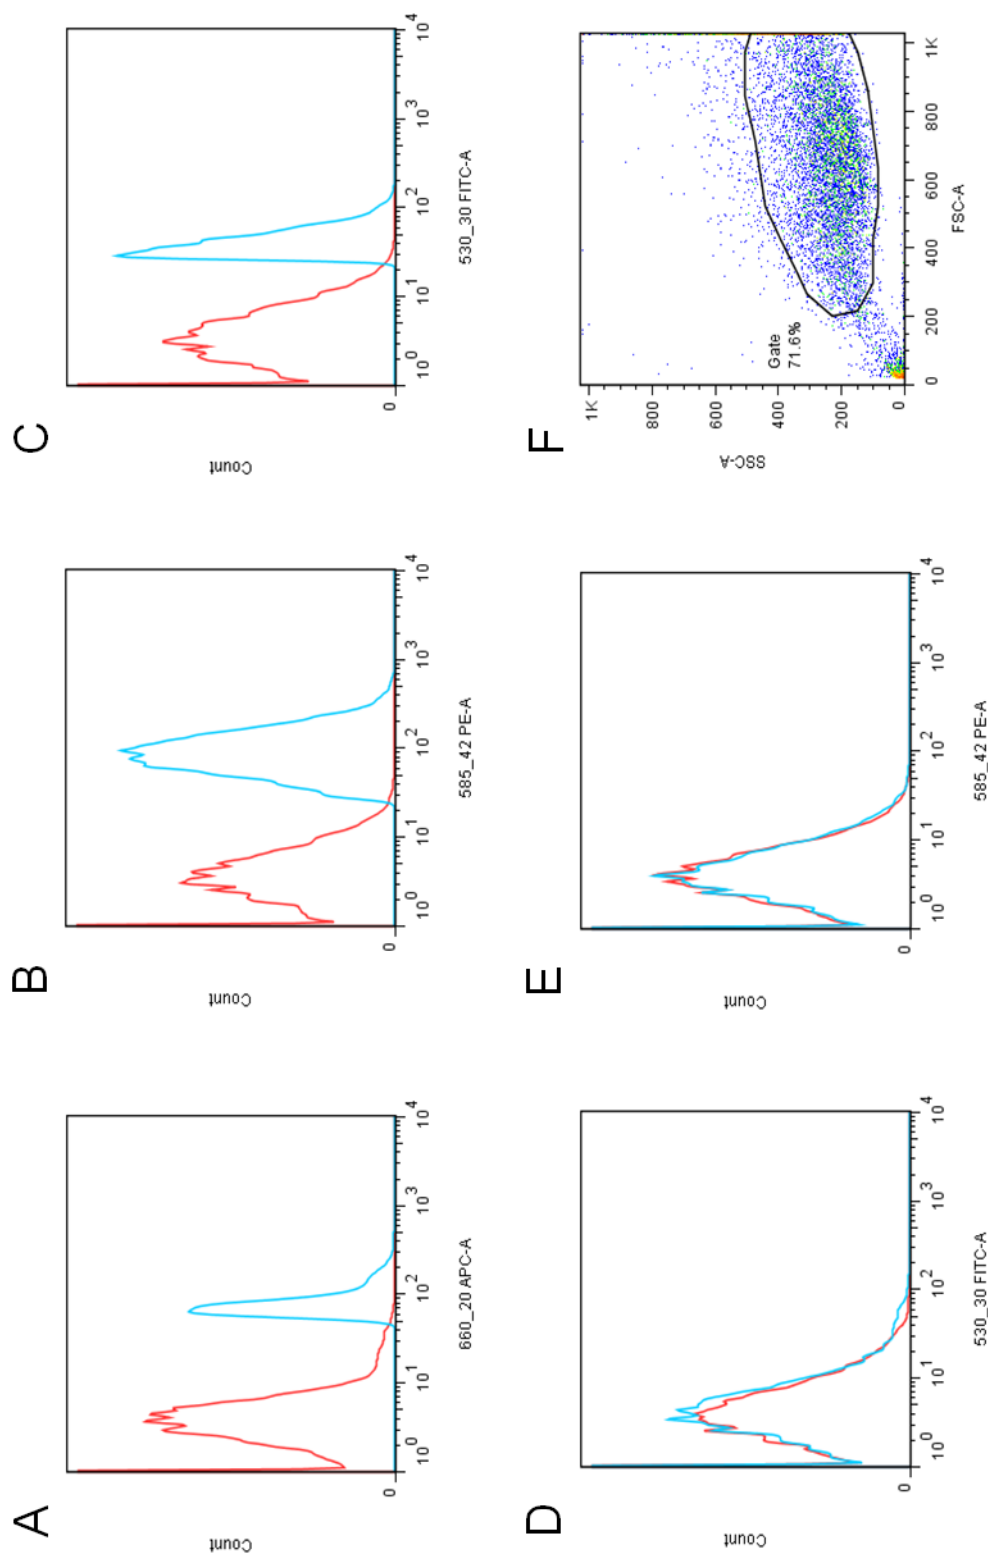 A
Count
0
10 0
10 1
10 2
10 3
10 4
660_20 APC-A
B
Count
0
10 0
10 1
10 2
10 3
10 4
585_42 PE-A
C
Count
0
10 0
10 1
10 2
10 3
10 4
530_30 FITC-A
D
Count
0
10 0
10 1
10 2
10 3
10 4
530_30 FITC-A
E
Count
0
10 0
10 1
10 2
10 3
10 4
585_42 PE-A
F
SSC-A
1K
800
600
400
200
0
Gate
71.6%
0
200
400
600
800
1K
FSC-A